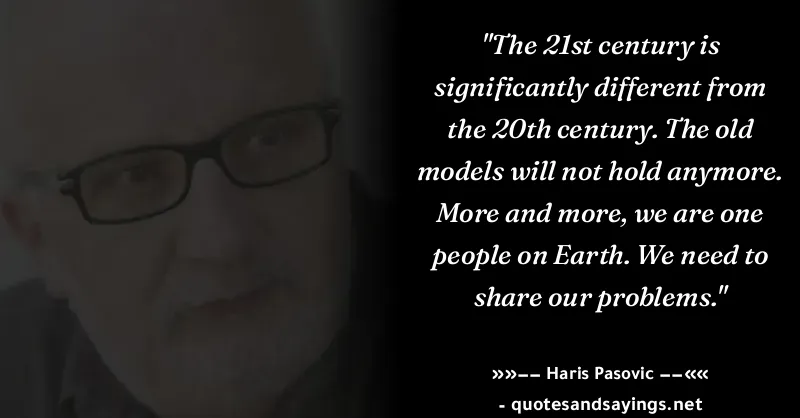 "The 21st century is
significantly different from
the 20th century. The old
models will not hold anymore.
More and more, we are one
people on Earth. We need to
share our problems."
»»−− Haris Pasovic −−««
- quotesandsayings.net